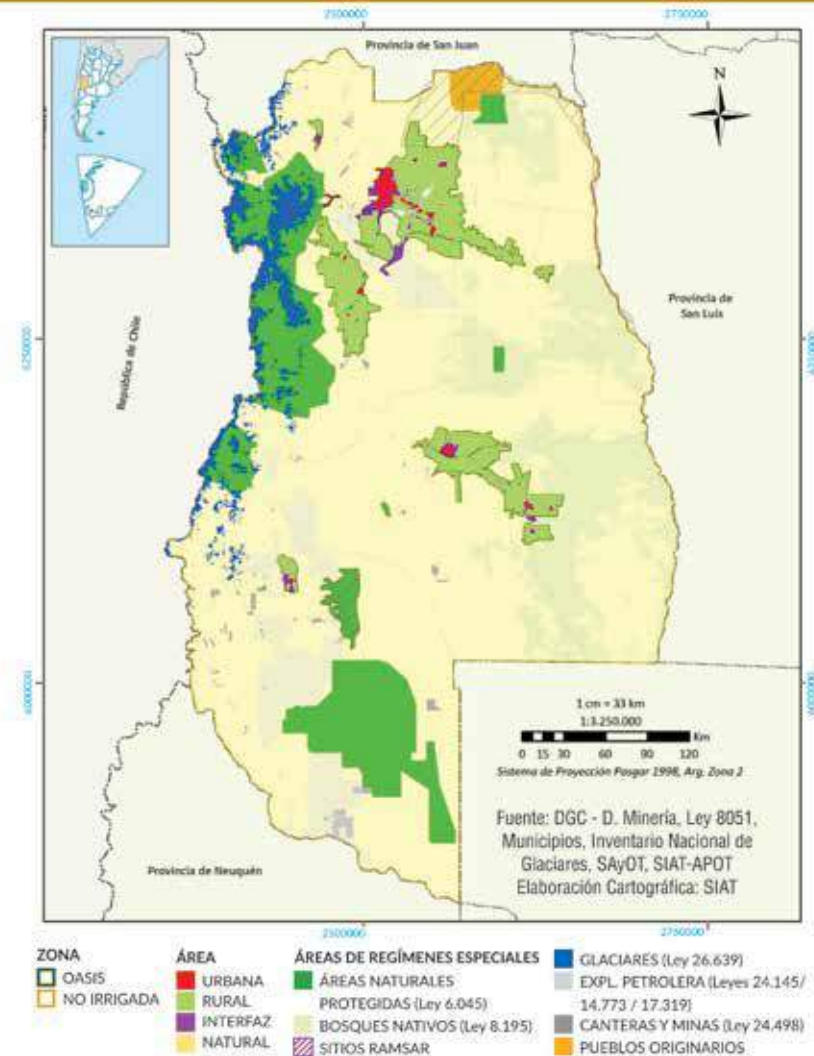 2500000
2750000
Provincia de San Juan
N
República de Chile
Provincia de
San Luis
6250000
6000000
6000000
1 cm = 33 km
1:3.250.000
Km
0 15 30 60 90 120
Sistema de Proyección Posgar 1998, Arg. Zona 2
Fuente: DGC - D. Minería, Ley 8051,
Municipios, Inventario Nacional de
Glaciares, SAyOT, SIAT-APOT
Elaboración Cartográfica: SIAT
Provincia de Neuquén
2500000
2750000
ZONA
OASIS
NO IRRIGADA
ÁREA
URBANA
RURAL
INTERFAZ
NATURAL
ÁREAS DE REGÍMENES ESPECIALES
ÁREAS NATURALES
PROTEGIDAS (Ley 6.045)
BOSQUES NATIVOS (Ley 8.195)
SITIOS RAMSAR
GLACIARES (Ley 26.639)
EXPL. PETROLERA (Leyes 24.145/
14.773 / 17.319)
CANTERAS Y MINAS (Ley 24.498)
PUEBLOS ORIGINARIOS